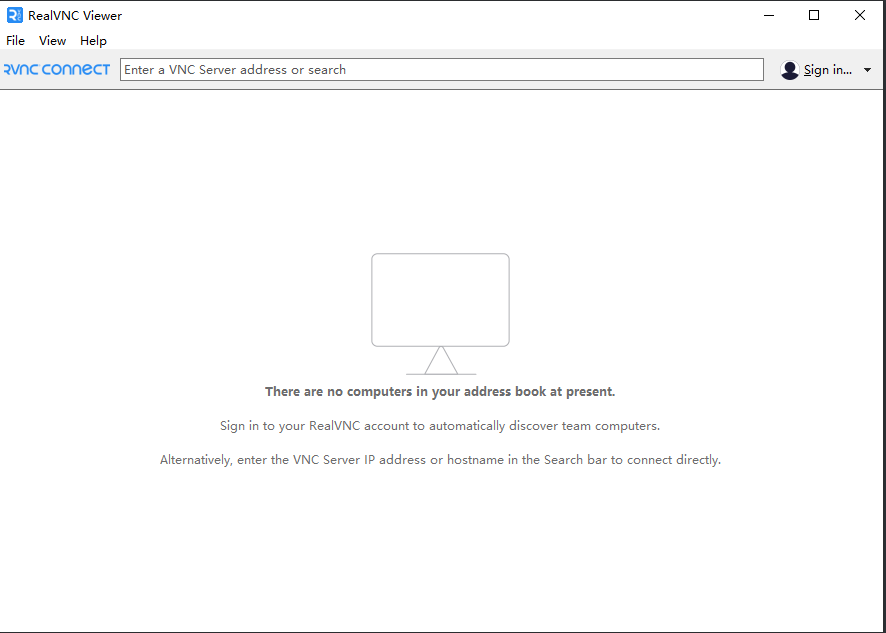 RealVNC Viewer
File View Help
RVNC CONNECT Enter a VNC Server address or search Sign in...
There are no computers in your address book at present.
Sign in to your RealVNC account to automatically discover team computers.
Alternatively, enter the VNC Server IP address or hostname in the Search bar to connect directly.